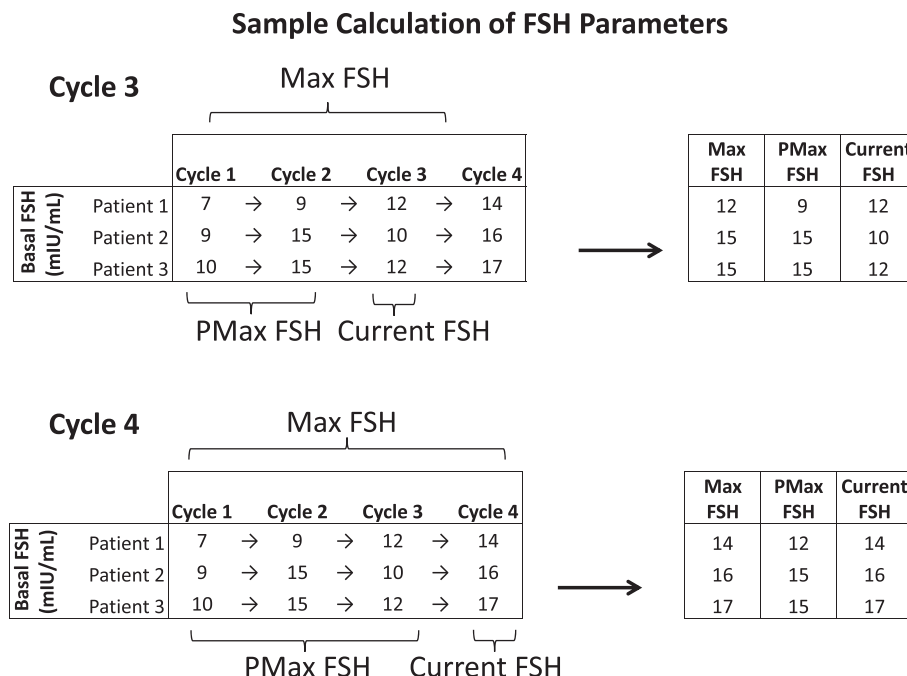 Sample Calculation of FSH Parameters
Cycle 3
Max FSH
Cycle 1 Cycle 2 Cycle 3 Cycle 4
Basal FSH
(mIU/mL)
Patient 1 7 → 9 → 12 → 14
Patient 2 9 → 15 → 10 → 16
Patient 3 10 → 15 → 12 → 17
PMax FSH Current FSH
Max PMax Current
FSH FSH FSH
12 9 12
15 15 10
15 15 12
Cycle 4
Max FSH
Cycle 1 Cycle 2 Cycle 3 Cycle 4
Basal FSH
(mIU/mL)
Patient 1 7 → 9 → 12 → 14
Patient 2 9 → 15 → 10 → 16
Patient 3 10 → 15 → 12 → 17
PMax FSH Current FSH
Max PMax Current
FSH FSH FSH
14 12 14
16 15 16
17 15 17